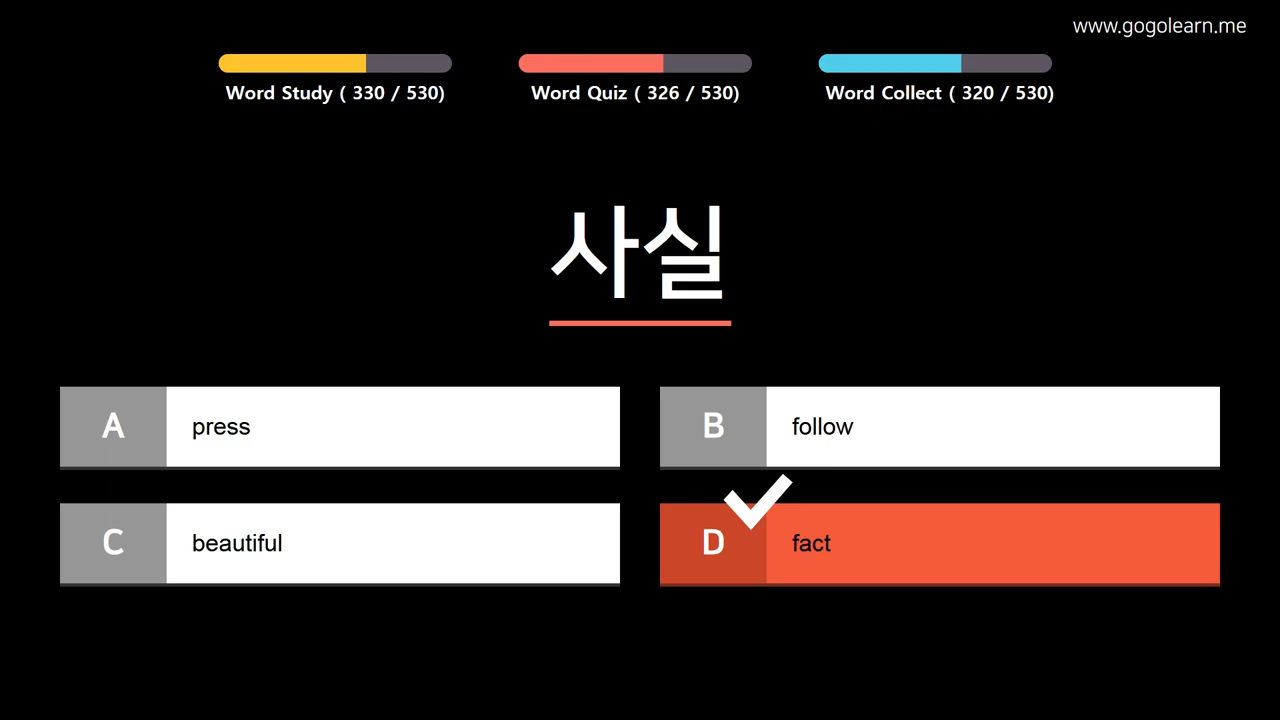 www.gogolearn.me
Word Study ( 330 / 530)
Word Quiz ( 326 / 530)
Word Collect ( 320 / 530)
사실
A
press
B
follow
C
beautiful
D
fact